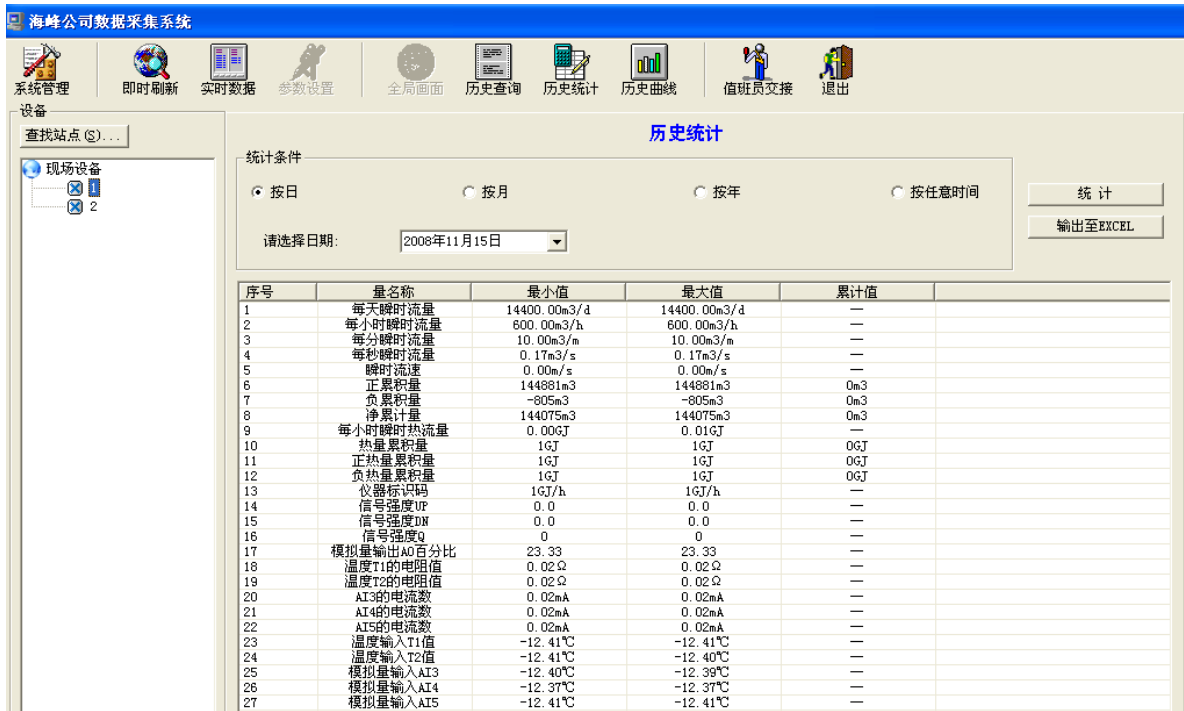 海峰公司数据采集系统
系统管理 即时刷新 实时数据 参数设置 全局画面 历史查询 历史统计 历史曲线 值班员交接 退出
设备
查找站点(S)...
现场设备
1
2
历史统计
统计条件
按日 按月 按年 按任意时间
请选择日期: 2008年11月15日
统 计
输出至EXCEL
序号 量名称 最小值 最大值 累计值
1 每天瞬时流量 14400.00m3/d 14400.00m3/d —
2 每小时瞬时流量 600.00m3/h 600.00m3/h —
3 每分瞬时流量 10.00m3/m 10.00m3/m —
4 每秒瞬时流量 0.17m3/s 0.17m3/s —
5 瞬时流速 0.00m/s 0.00m/s —
6 正累积量 144881m3 144881m3 0m3
7 负累积量 -805m3 -805m3 0m3
8 净累计量 144075m3 144075m3 0m3
9 每小时瞬时热流量 0.00GJ 0.01GJ —
10 热量累积量 1GJ 1GJ 0GJ
11 正热量累积量 1GJ 1GJ 0GJ
12 负热量累积量 1GJ 1GJ 0GJ
13 仪器标识码 1GJ/h 1GJ/h —
14 信号强度UP 0.0 0.0 —
15 信号强度DN 0.0 0.0 —
16 信号强度Q 0 0 —
17 模拟量输出AO百分比 23.33 23.33 —
18 温度T1的电阻值 0.02Ω 0.02Ω —
19 温度T2的电阻值 0.02Ω 0.02Ω —
20 AI3的电流数 0.02mA 0.02mA —
21 AI4的电流数 0.02mA 0.02mA —
22 AI5的电流数 0.02mA 0.02mA —
23 温度输入T1值 -12.41℃ -12.41℃ —
24 温度输入T2值 -12.41℃ -12.40℃ —
25 模拟量输入AI3 -12.40℃ -12.39℃ —
26 模拟量输入AI4 -12.37℃ -12.37℃ —
27 模拟量输入AI5 -12.41℃ -12.41℃ —